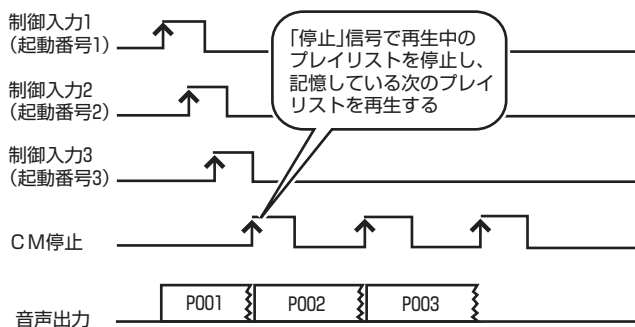 制御入力1
（起動番号1）
制御入力2
（起動番号2）
制御入力3
（起動番号3）
「停止」信号で再生中の
プレイリストを停止し、
記憶している次のプレイ
リストを再生する
CM停止
音声出力
P001
P002
P003